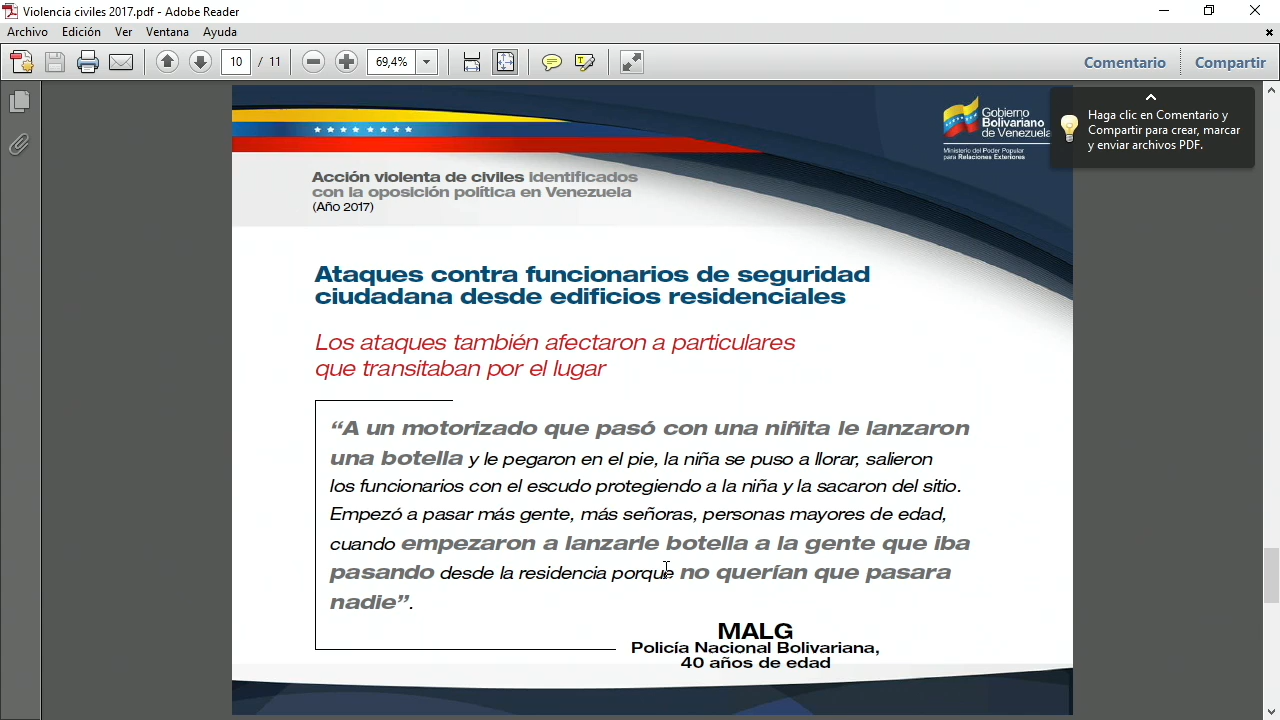 Violencia civiles 2017.pdf - Adobe Reader
Archivo Edición Ver Ventana Ayuda
10 / 11 69,4% Comentario Compartir
Haga clic en Comentario y
Compartir para crear, marcar
y enviar archivos PDF.
Gobierno
Bolivariano
de Venezuela
Ministerio del Poder Popular
para Relaciones Exteriores
Acción violenta de civiles identificados
con la oposición política en Venezuela
(Año 2017)
Ataques contra funcionarios de seguridad
ciudadana desde edificios residenciales
Los ataques también afectaron a particulares
que transitaban por el lugar
“A un motorizado que pasó con una niñita le lanzaron
una botella y le pegaron en el pie, la niña se puso a llorar, salieron
los funcionarios con el escudo protegiendo a la niña y la sacaron del sitio.
Empezó a pasar más gente, más señoras, personas mayores de edad,
cuando empezaron a lanzarle botella a la gente que iba
pasando desde la residencia porque no querían que pasara
nadie”.
MALG
Policía Nacional Bolivariana,
40 años de edad